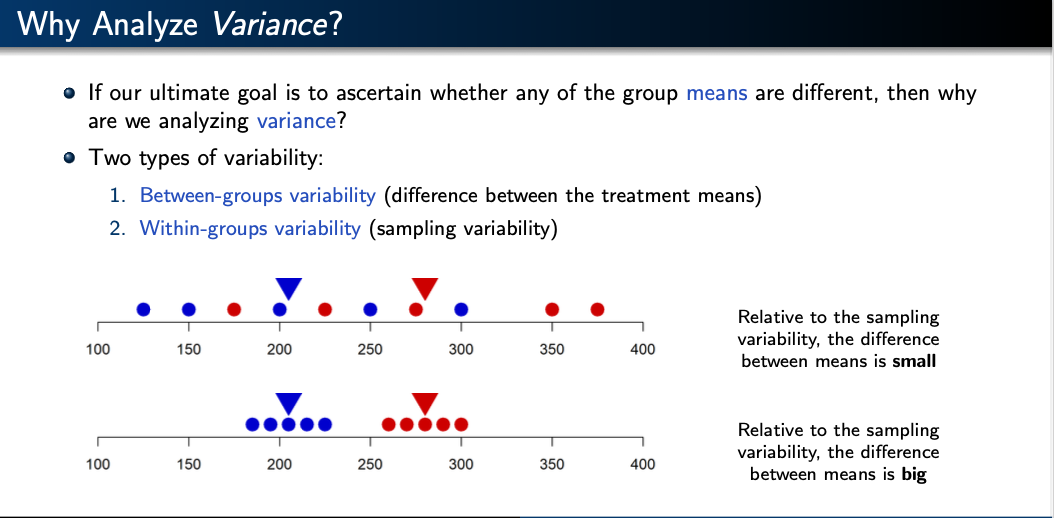 Why Analyze Variance?
If our ultimate goal is to ascertain whether any of the group means are different, then why
are we analyzing variance?
Two types of variability:
1. Between-groups variability (difference between the treatment means)
2. Within-groups variability (sampling variability)
100 150 200 250 300 350 400
Relative to the sampling
variability, the difference
between means is small
100 150 200 250 300 350 400
Relative to the sampling
variability, the difference
between means is big